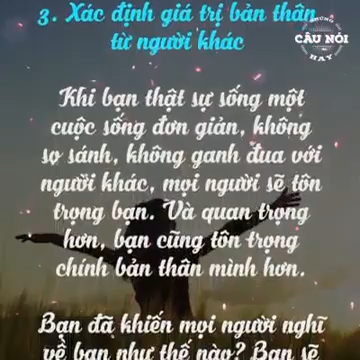 3. Xác định giá trị bản thân
từ người khác
NHỮNG
CÂU NÓI
HAY
Khi bạn thật sự sống một
cuộc sống đơn giản, không
so sánh, không ganh đua với
người khác, mọi người sẽ tôn
trọng bạn. Và quan trọng
hơn, bạn cũng tôn trọng
chính bản thân mình hơn.
Bạn đã khiến mọi người nghĩ
về bạn như thế nào? Bạn sẽ